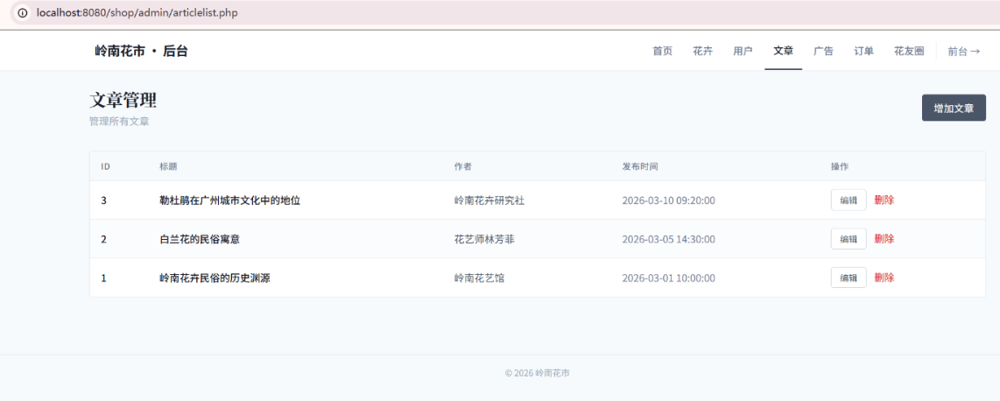 localhost:8080/shop/admin/articlelist.php
岭南花市 · 后台 首页 花卉 用户 文章 广告 订单 花友圈 前台 →
文章管理
管理所有文章
增加文章
ID 标题 作者 发布时间 操作
3 勒杜鹃在广州城市文化中的地位 岭南花卉研究社 2026-03-10 09:20:00 编辑 删除
2 白兰花的民俗寓意 花艺师林芳菲 2026-03-05 14:30:00 编辑 删除
1 岭南花卉民俗的历史渊源 岭南花艺馆 2026-03-01 10:00:00 编辑 删除
© 2026 岭南花市